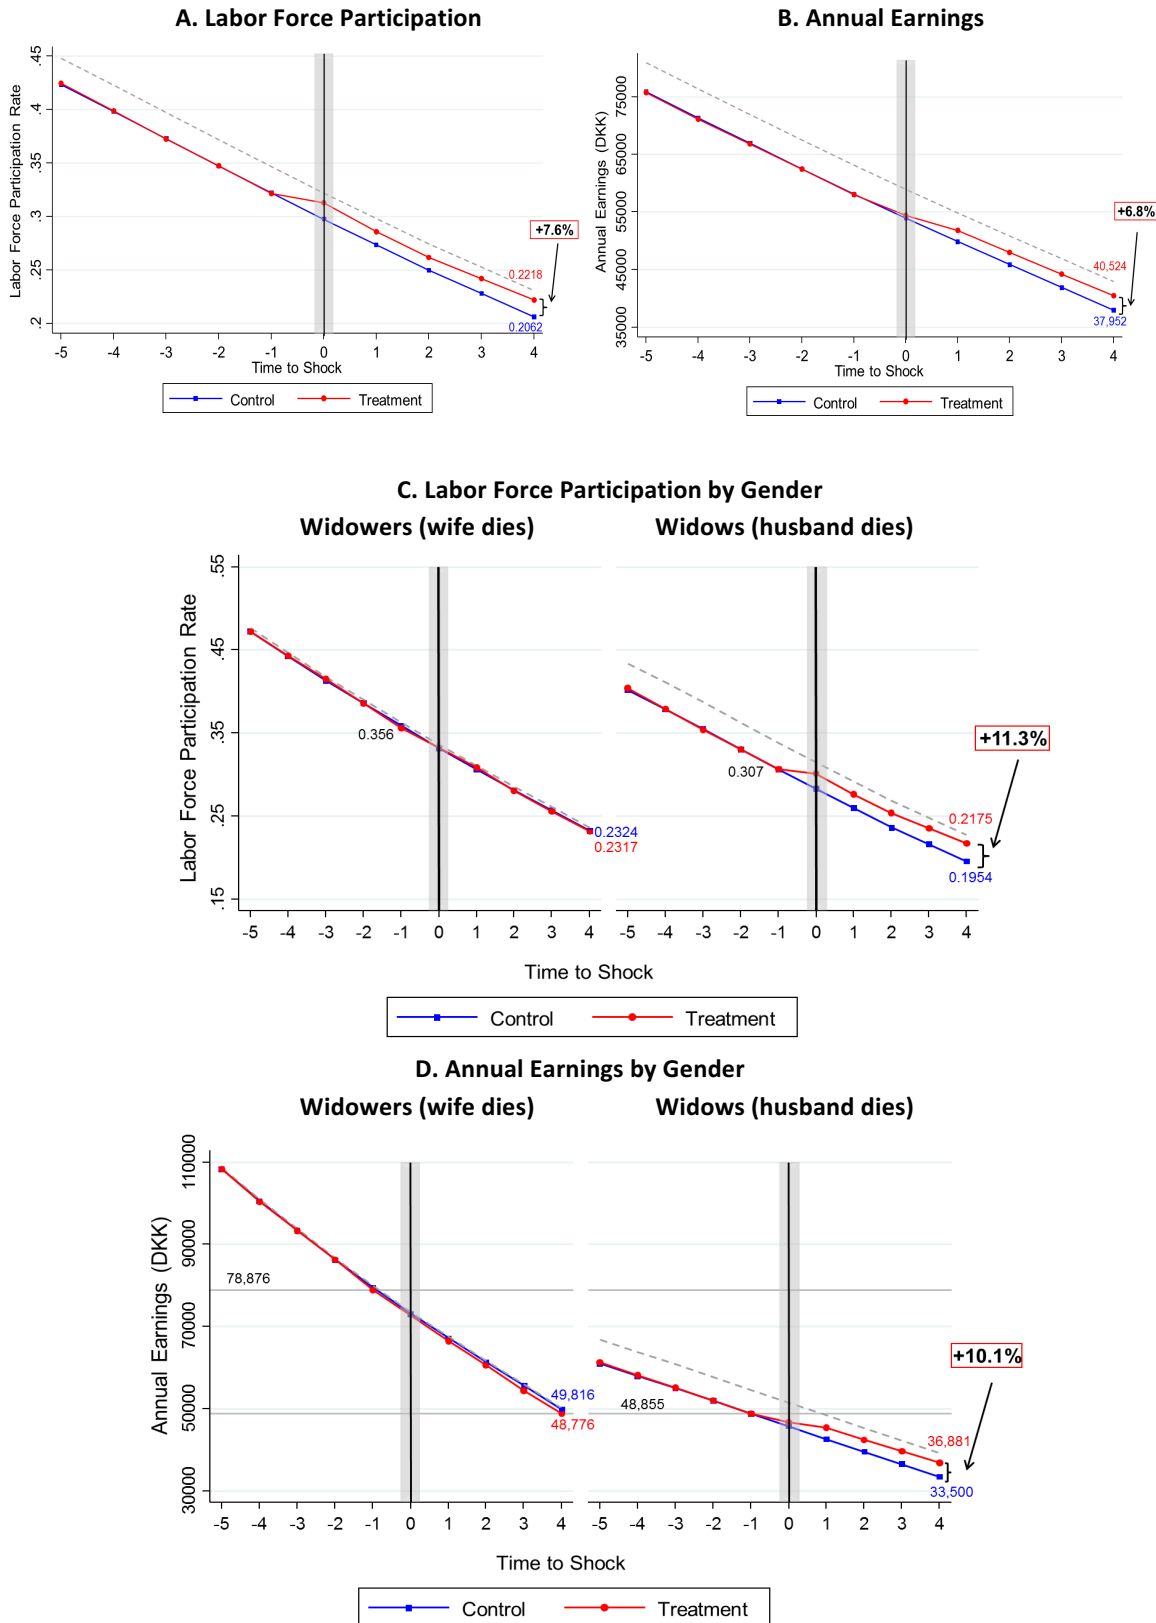 A. Labor Force Participation
Labor Force Participation Rate
.45
.4
.35
.3
.25
.2
+7.6%
0.2218
0.2062
-5 -4 -3 -2 -1 0 1 2 3 4
Time to Shock
Control Treatment
B. Annual Earnings
Annual Earnings (DKK)
75000
65000
55000
45000
35000
+6.8%
40,524
37,952
-5 -4 -3 -2 -1 0 1 2 3 4
Time to Shock
Control Treatment
C. Labor Force Participation by Gender
Widowers (wife dies) Widows (husband dies)
Labor Force Participation Rate
.55
.45
.35
.25
.15
0.356
0.2324
0.2317
0.307
+11.3%
0.2175
0.1954
-5 -4 -3 -2 -1 0 1 2 3 4 -5 -4 -3 -2 -1 0 1 2 3 4
Time to Shock
Control Treatment
D. Annual Earnings by Gender
Widowers (wife dies) Widows (husband dies)
Annual Earnings (DKK)
110000
90000
70000
50000
30000
78,876
49,816
48,776
48,855
+10.1%
36,881
33,500
-5 -4 -3 -2 -1 0 1 2 3 4 -5 -4 -3 -2 -1 0 1 2 3 4
Time to Shock
Control Treatment